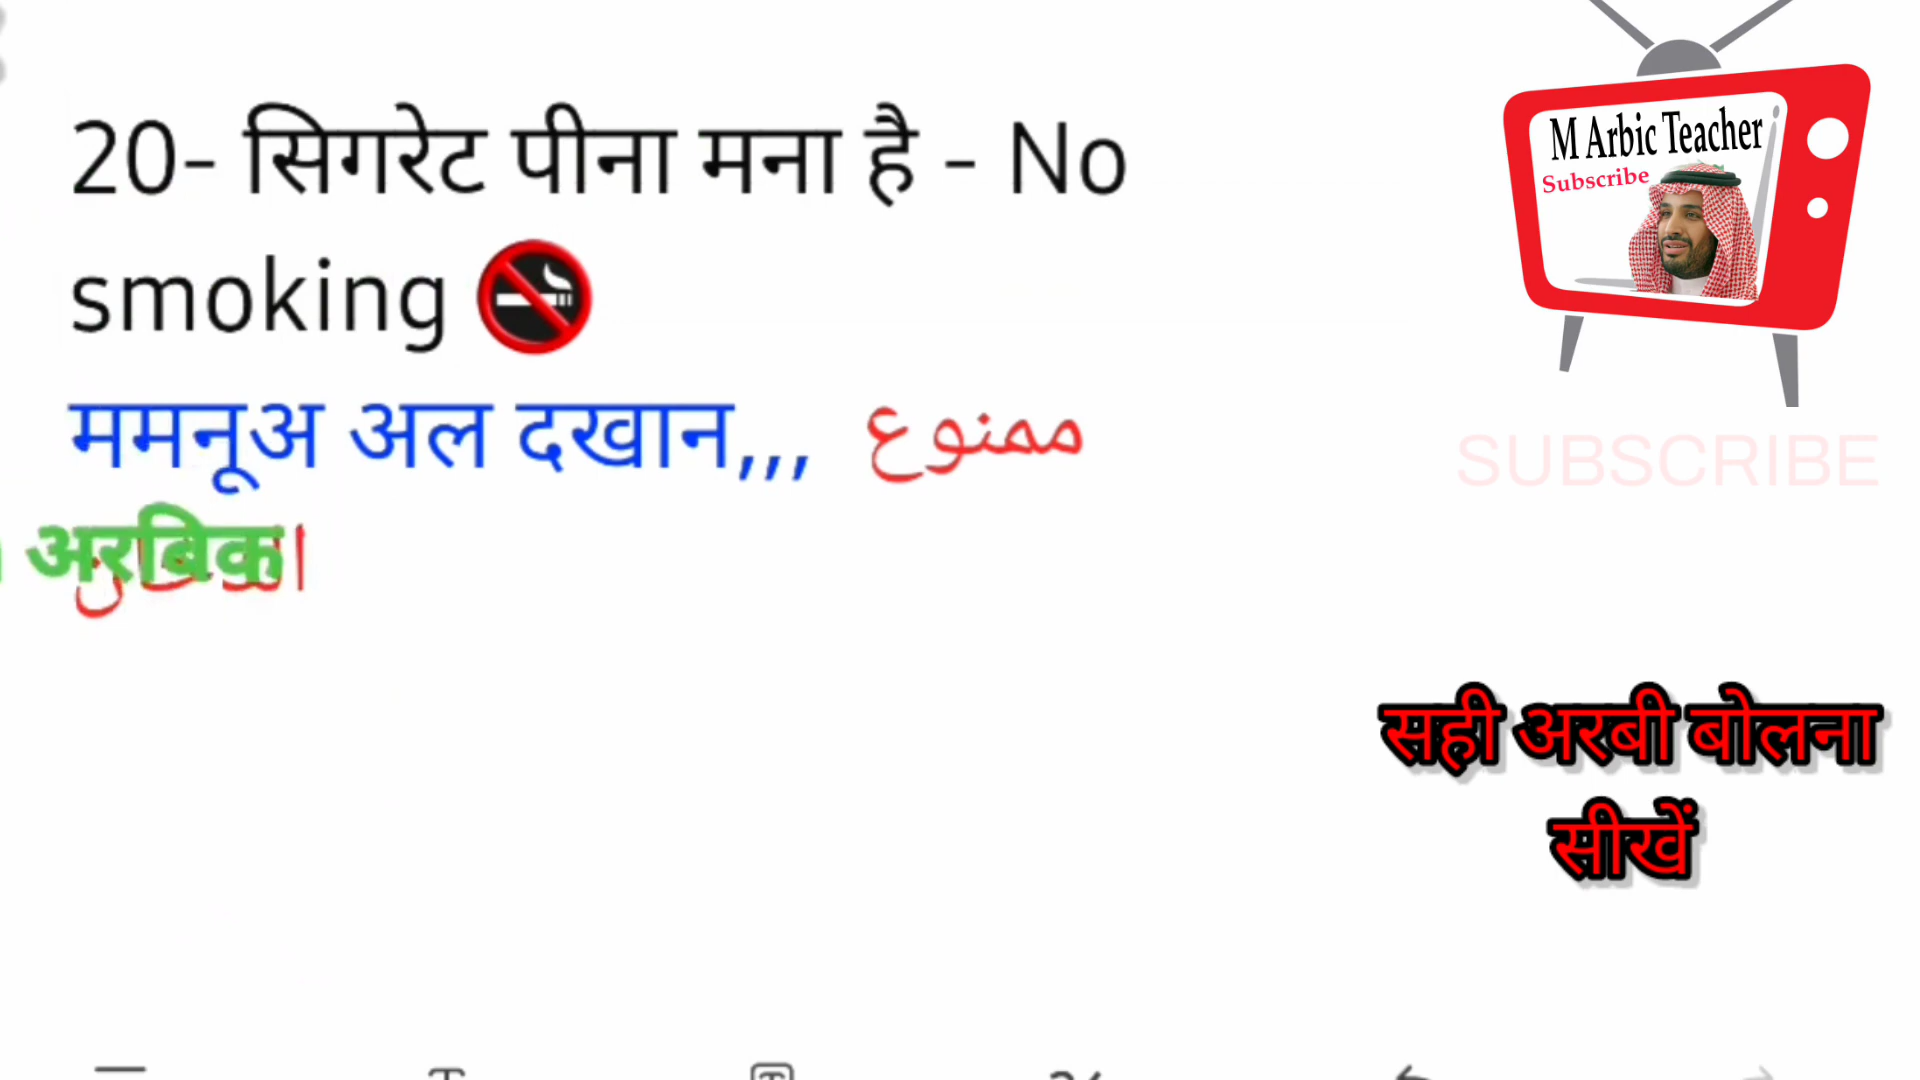 20- सिगरेट पीना मना है - No
smoking
ममनूअ अल दखान,,, ممنوع
अरबिक
M Arbic Teacher
Subscribe
SUBSCRIBE
सही अरबी बोलना
सीखें